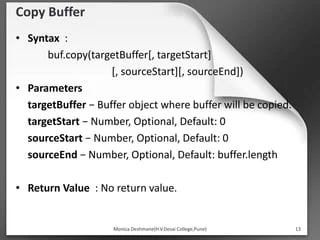 Copy Buffer
• Syntax :
buf.copy(targetBuffer[, targetStart]
[, sourceStart][, sourceEnd])
• Parameters
targetBuffer − Buffer object where buffer will be copied.
targetStart − Number, Optional, Default: 0
sourceStart − Number, Optional, Default: 0
sourceEnd − Number, Optional, Default: buffer.length
• Return Value : No return value.
Monica Deshmane(H.V.Desai College,Pune) 13